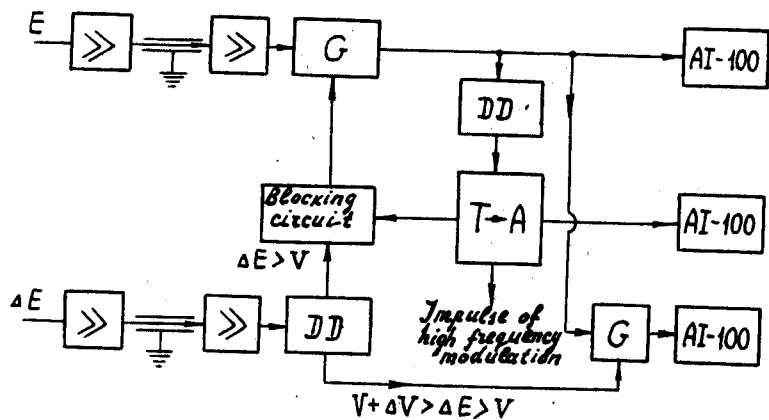 E
≫
≫
G
AI-100
DD
Blocking
circuit
T→A
AI-100
ΔE>V
ΔE
≫
≫
DD
Impulse of
high frequency
modulation
G
AI-100
V+ΔV>ΔE>V